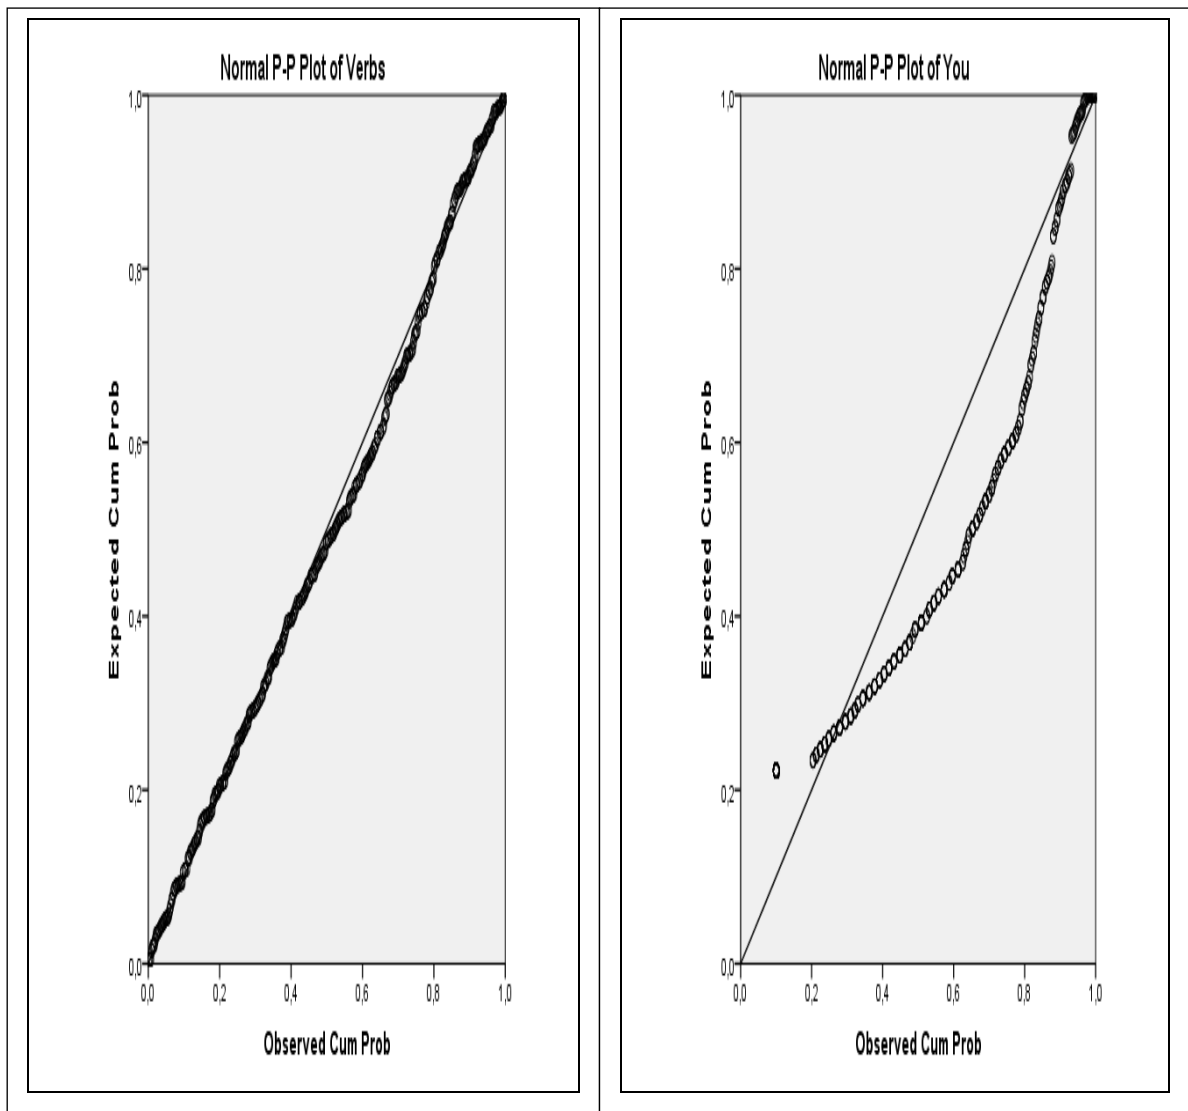 Normal P-P Plot of Verbs
Expected Cum Prob
1,0
0,8
0,6
0,4
0,2
0,0
0,0 0,2 0,4 0,6 0,8 1,0
Observed Cum Prob
Normal P-P Plot of You
Expected Cum Prob
1,0
0,8
0,6
0,4
0,2
0,0
0,0 0,2 0,4 0,6 0,8 1,0
Observed Cum Prob